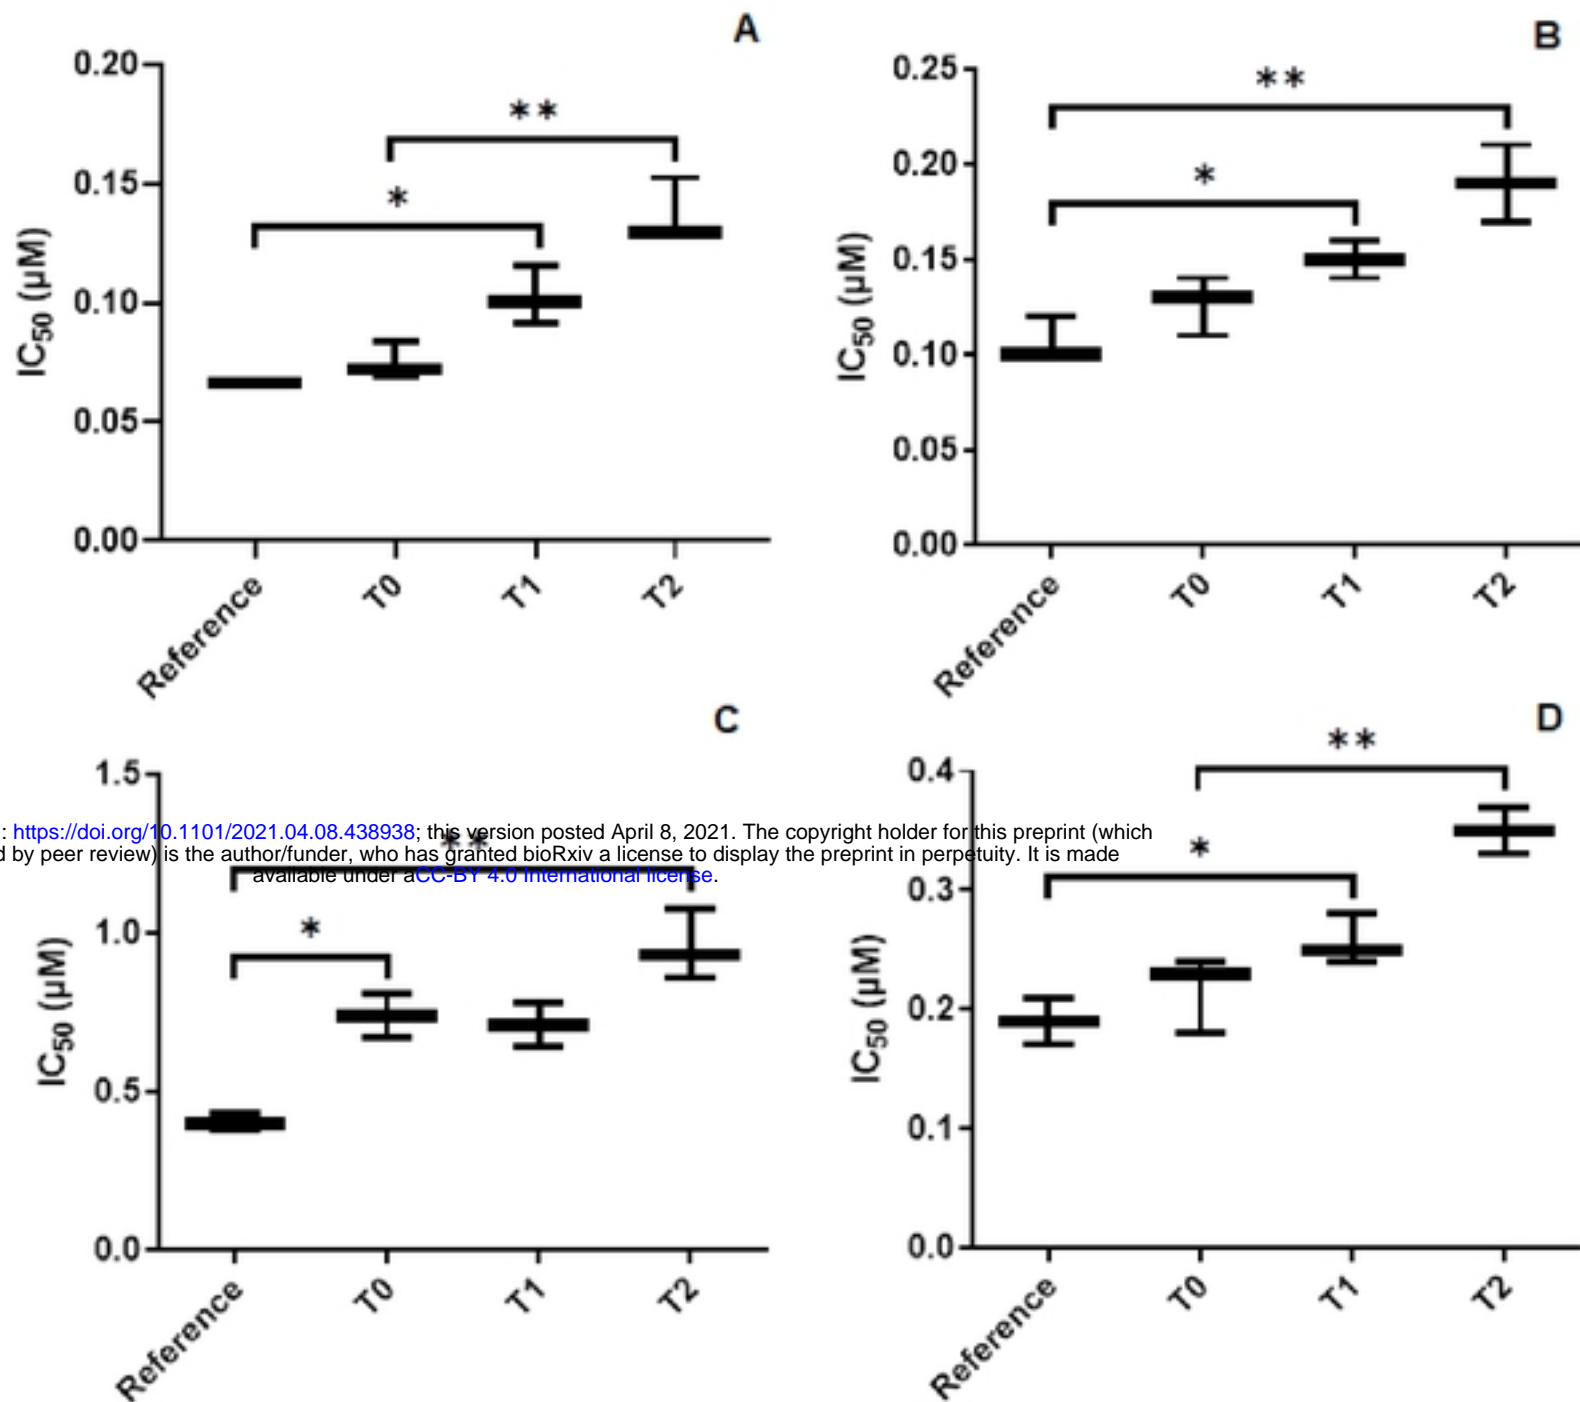 A
0.20
0.15
0.10
0.05
0.00
IC50 (µM)
**
*
Reference
T0
T1
T2
B
0.25
0.20
0.15
0.10
0.05
0.00
IC50 (µM)
**
*
Reference
T0
T1
T2
C
1.5
1.0
0.5
0.0
IC50 (µM)
**
*
Reference
T0
T1
T2
D
0.4
0.3
0.2
0.1
0.0
IC50 (µM)
**
*
Reference
T0
T1
T2
: https://doi.org/10.1101/2021.04.08.438938; this version posted April 8, 2021. The copyright holder for this preprint (which
d by peer review) is the author/funder, who has granted bioRxiv a license to display the preprint in perpetuity. It is made
available under aCC-BY 4.0 International license.